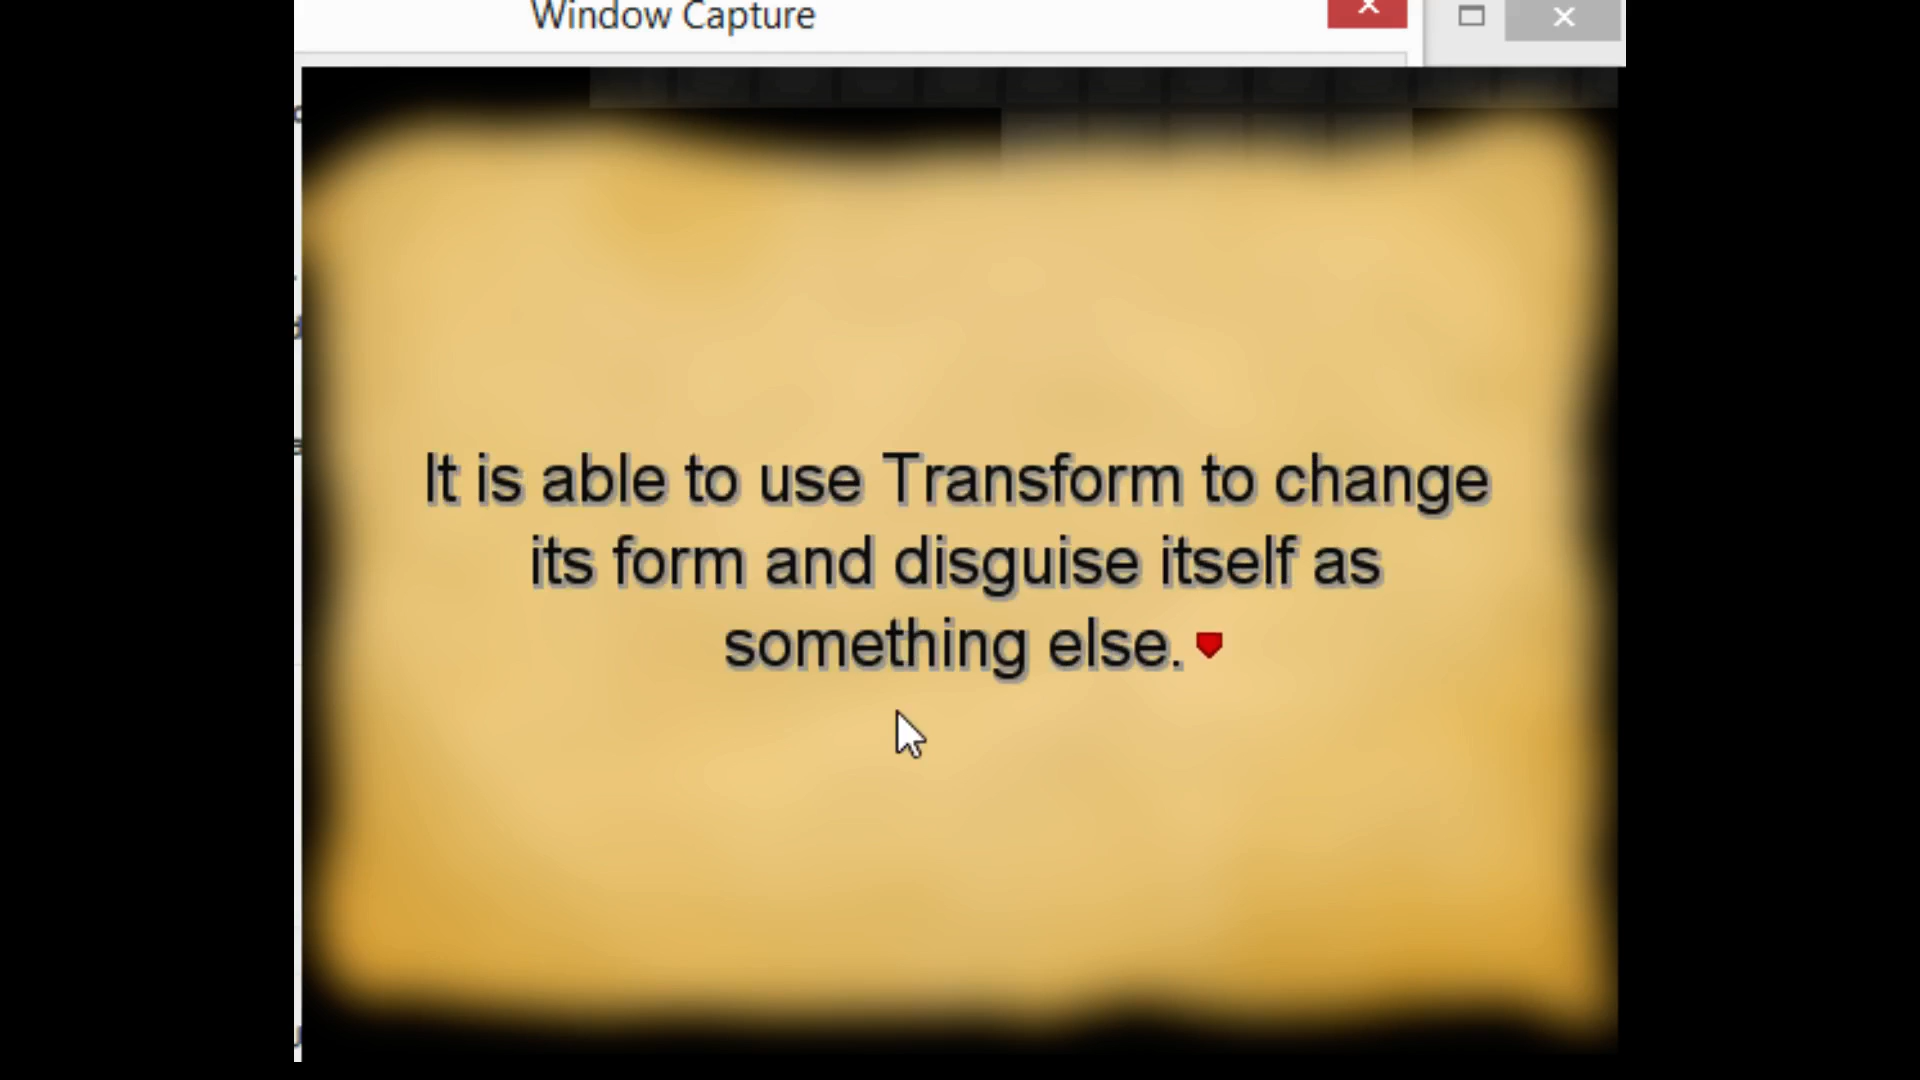 Window Capture
It is able to use Transform to change
its form and disguise itself as
something else.